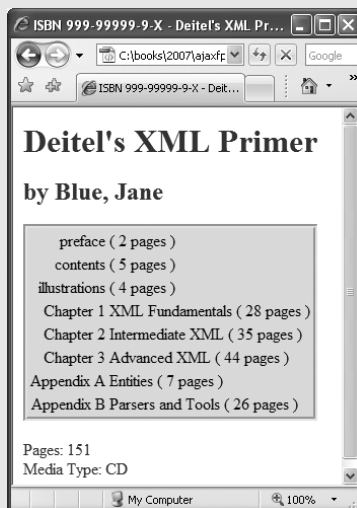 ISBN 999-99999-9-X - Deitel's XML Pr...
C:\books\2007\ajaxfp
Google
ISBN 999-99999-9-X - Deit...
»
Deitel's XML Primer
by Blue, Jane
preface ( 2 pages )
contents ( 5 pages )
illustrations ( 4 pages )
Chapter 1 XML Fundamentals ( 28 pages )
Chapter 2 Intermediate XML ( 35 pages )
Chapter 3 Advanced XML ( 44 pages )
Appendix A Entities ( 7 pages )
Appendix B Parsers and Tools ( 26 pages )
Pages: 151
Media Type: CD
My Computer
100%